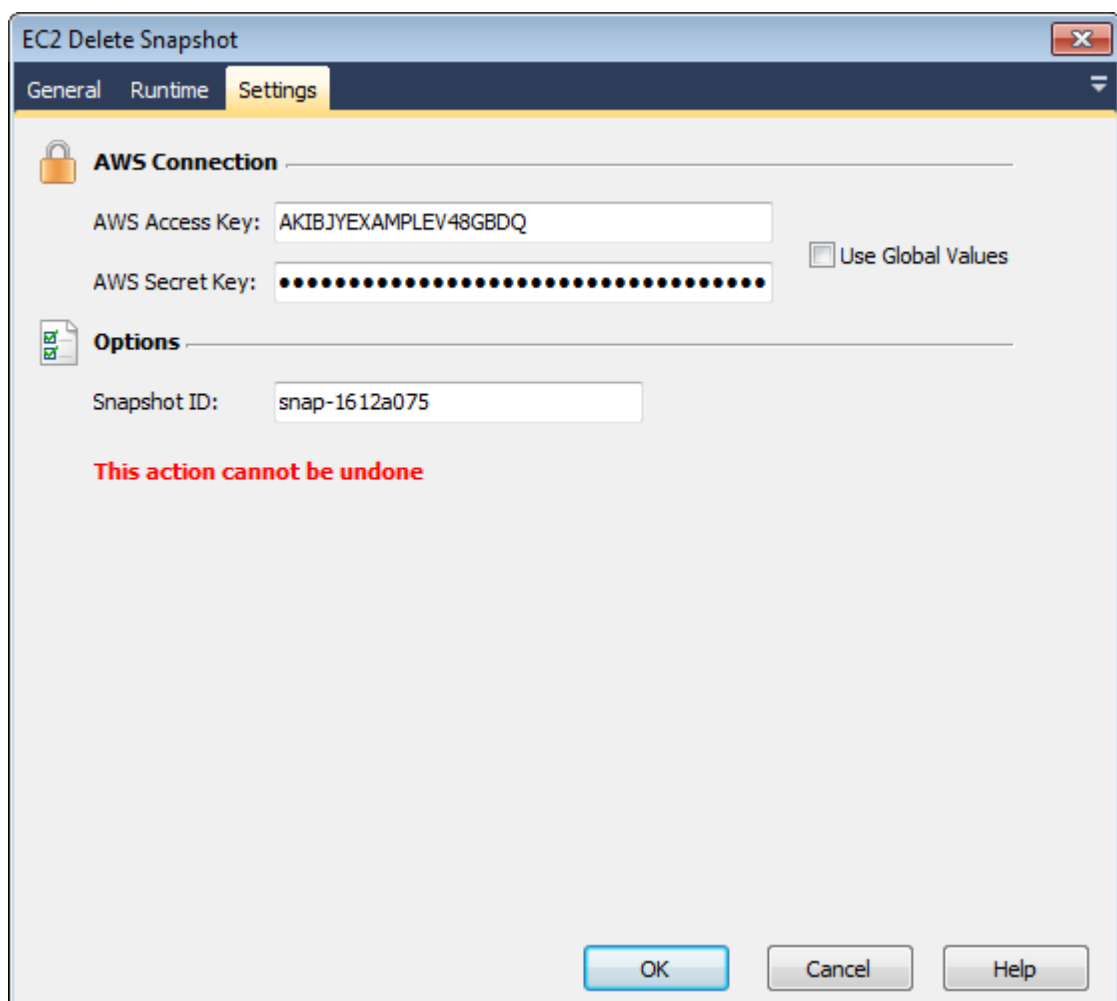 EC2 Delete Snapshot
General Runtime Settings
AWS Connection
AWS Access Key: AKIBJYEXAMPLEV48GBDQ
Use Global Values
AWS Secret Key: •••••••••••••••••••••••••••••••••••
Options
Snapshot ID: snap-1612a075
This action cannot be undone
OK Cancel Help